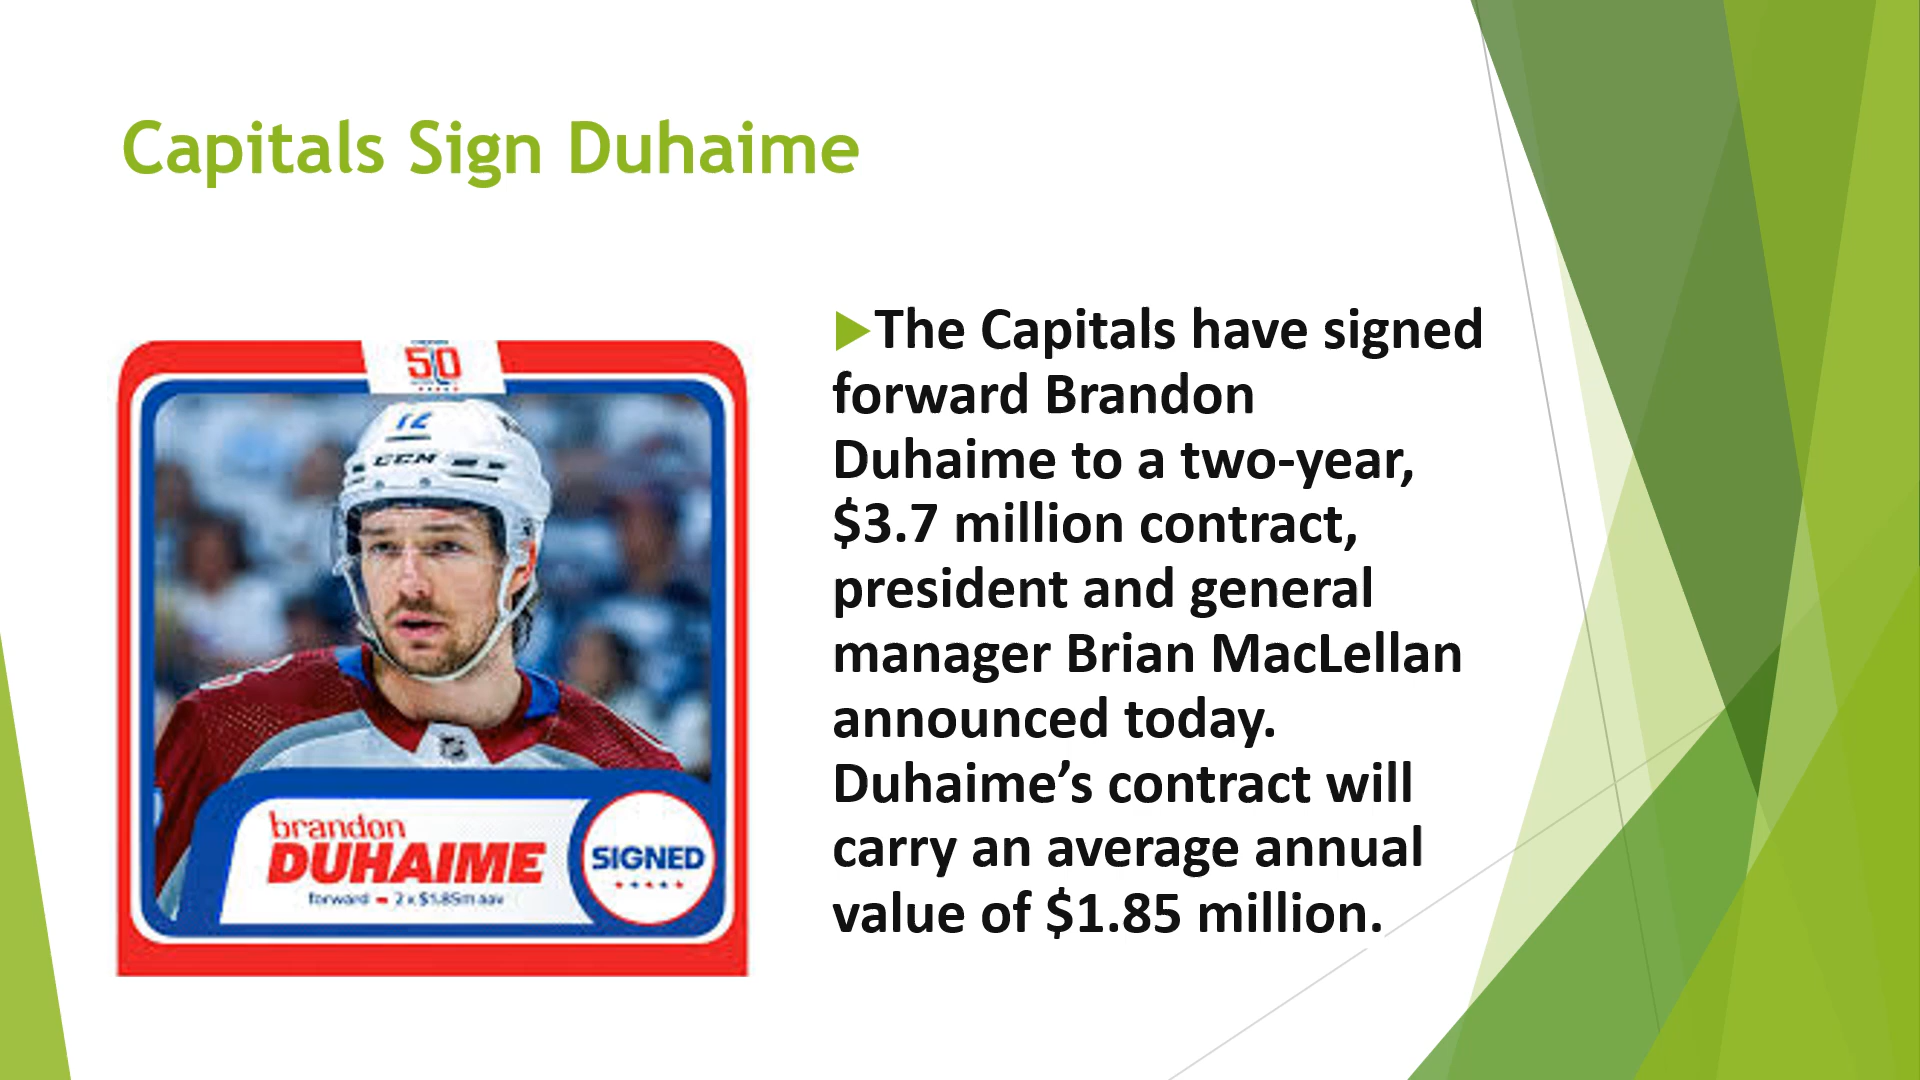 Capitals Sign Duhaime
The Capitals have signed
forward Brandon
Duhaime to a two-year,
$3.7 million contract,
president and general
manager Brian MacLellan
announced today.
Duhaime’s contract will
carry an average annual
value of $1.85 million.
50
12
CCM
brandon
DUHAIME
SIGNED
forward - 2 x $1.85m aav